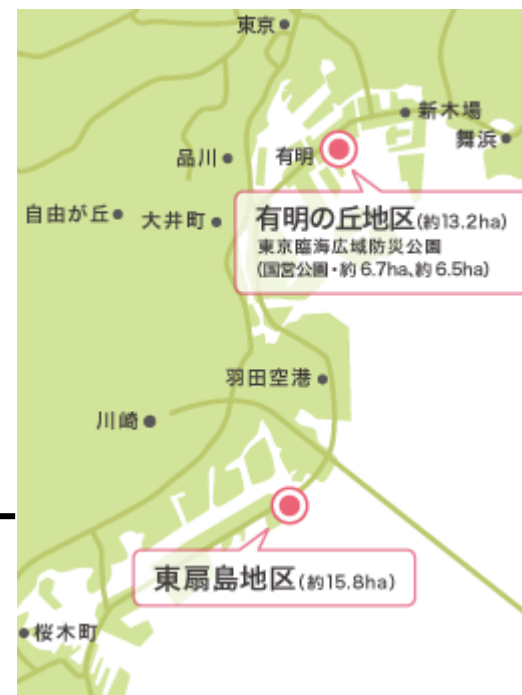 東京
新木場
舞浜
品川
有明
自由が丘
大井町
有明の丘地区(約13.2ha)
東京臨海広域防災公園
(国営公園・約6.7ha、約6.5ha)
羽田空港
川崎
東扇島地区(約15.8ha)
桜木町